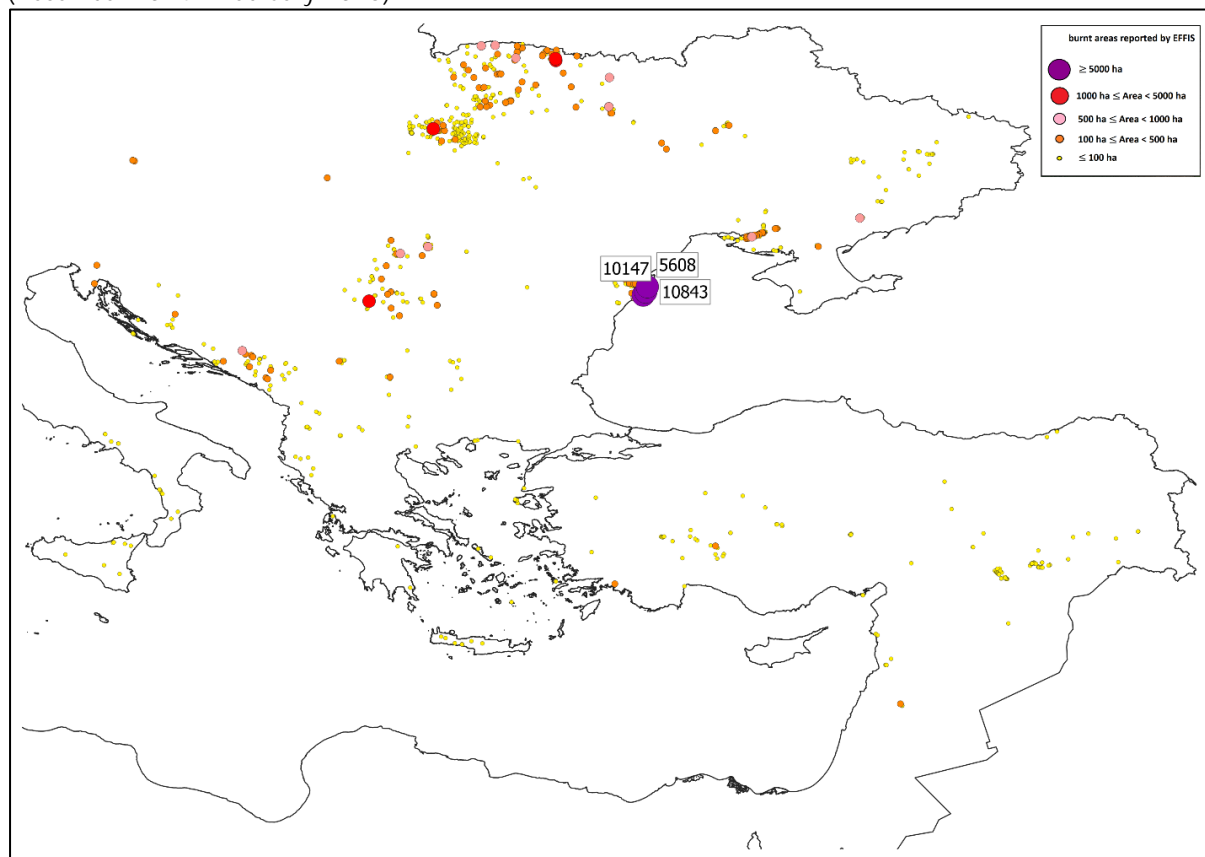 burnt areas reported by EFFIS
≥ 5000 ha
1000 ha ≤ Area < 5000 ha
500 ha ≤ Area < 1000 ha
100 ha ≤ Area < 500 ha
≤ 100 ha
10147
5608
10843